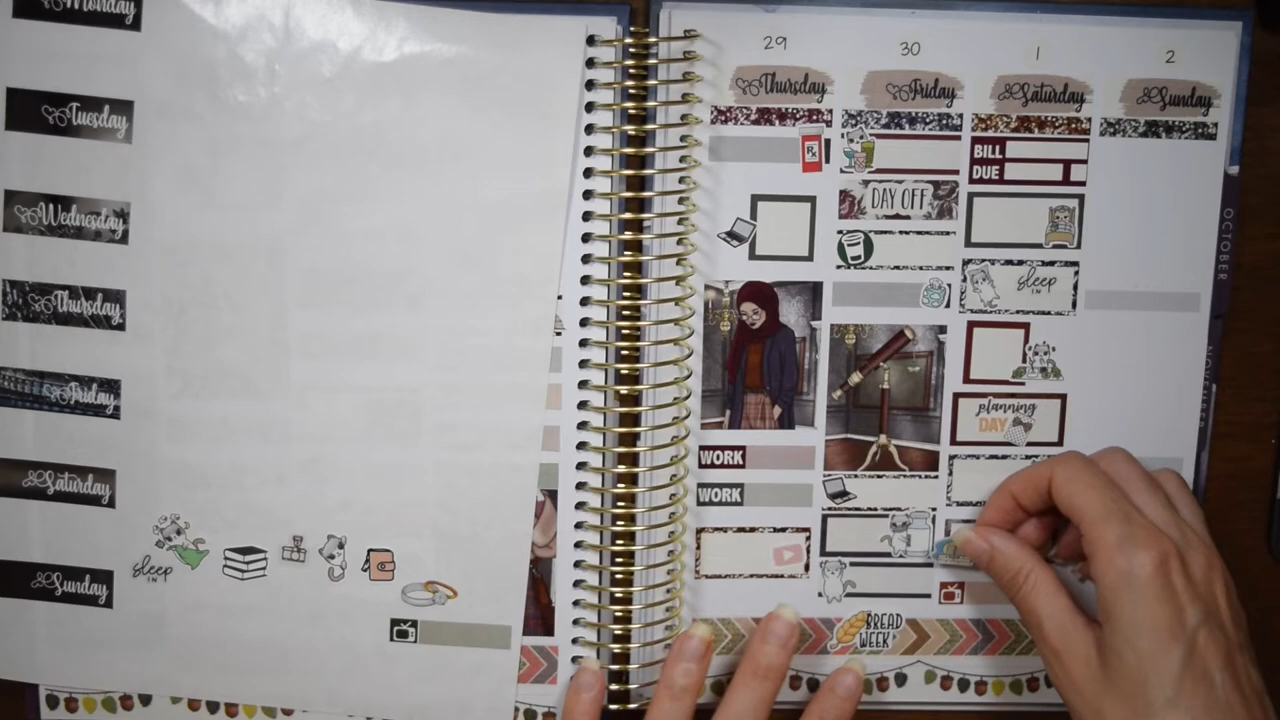 Monday
Tuesday
Wednesday
Thursday
Friday
Saturday
Sunday
sleep
IN
29
30
1
2
Thursday
Friday
Saturday
Sunday
Rx
BILL
DUE
DAY OFF
sleep
IN
planning
DAY
WORK
WORK
BREAD
WEEK
OCTOBER
NOVEMBER